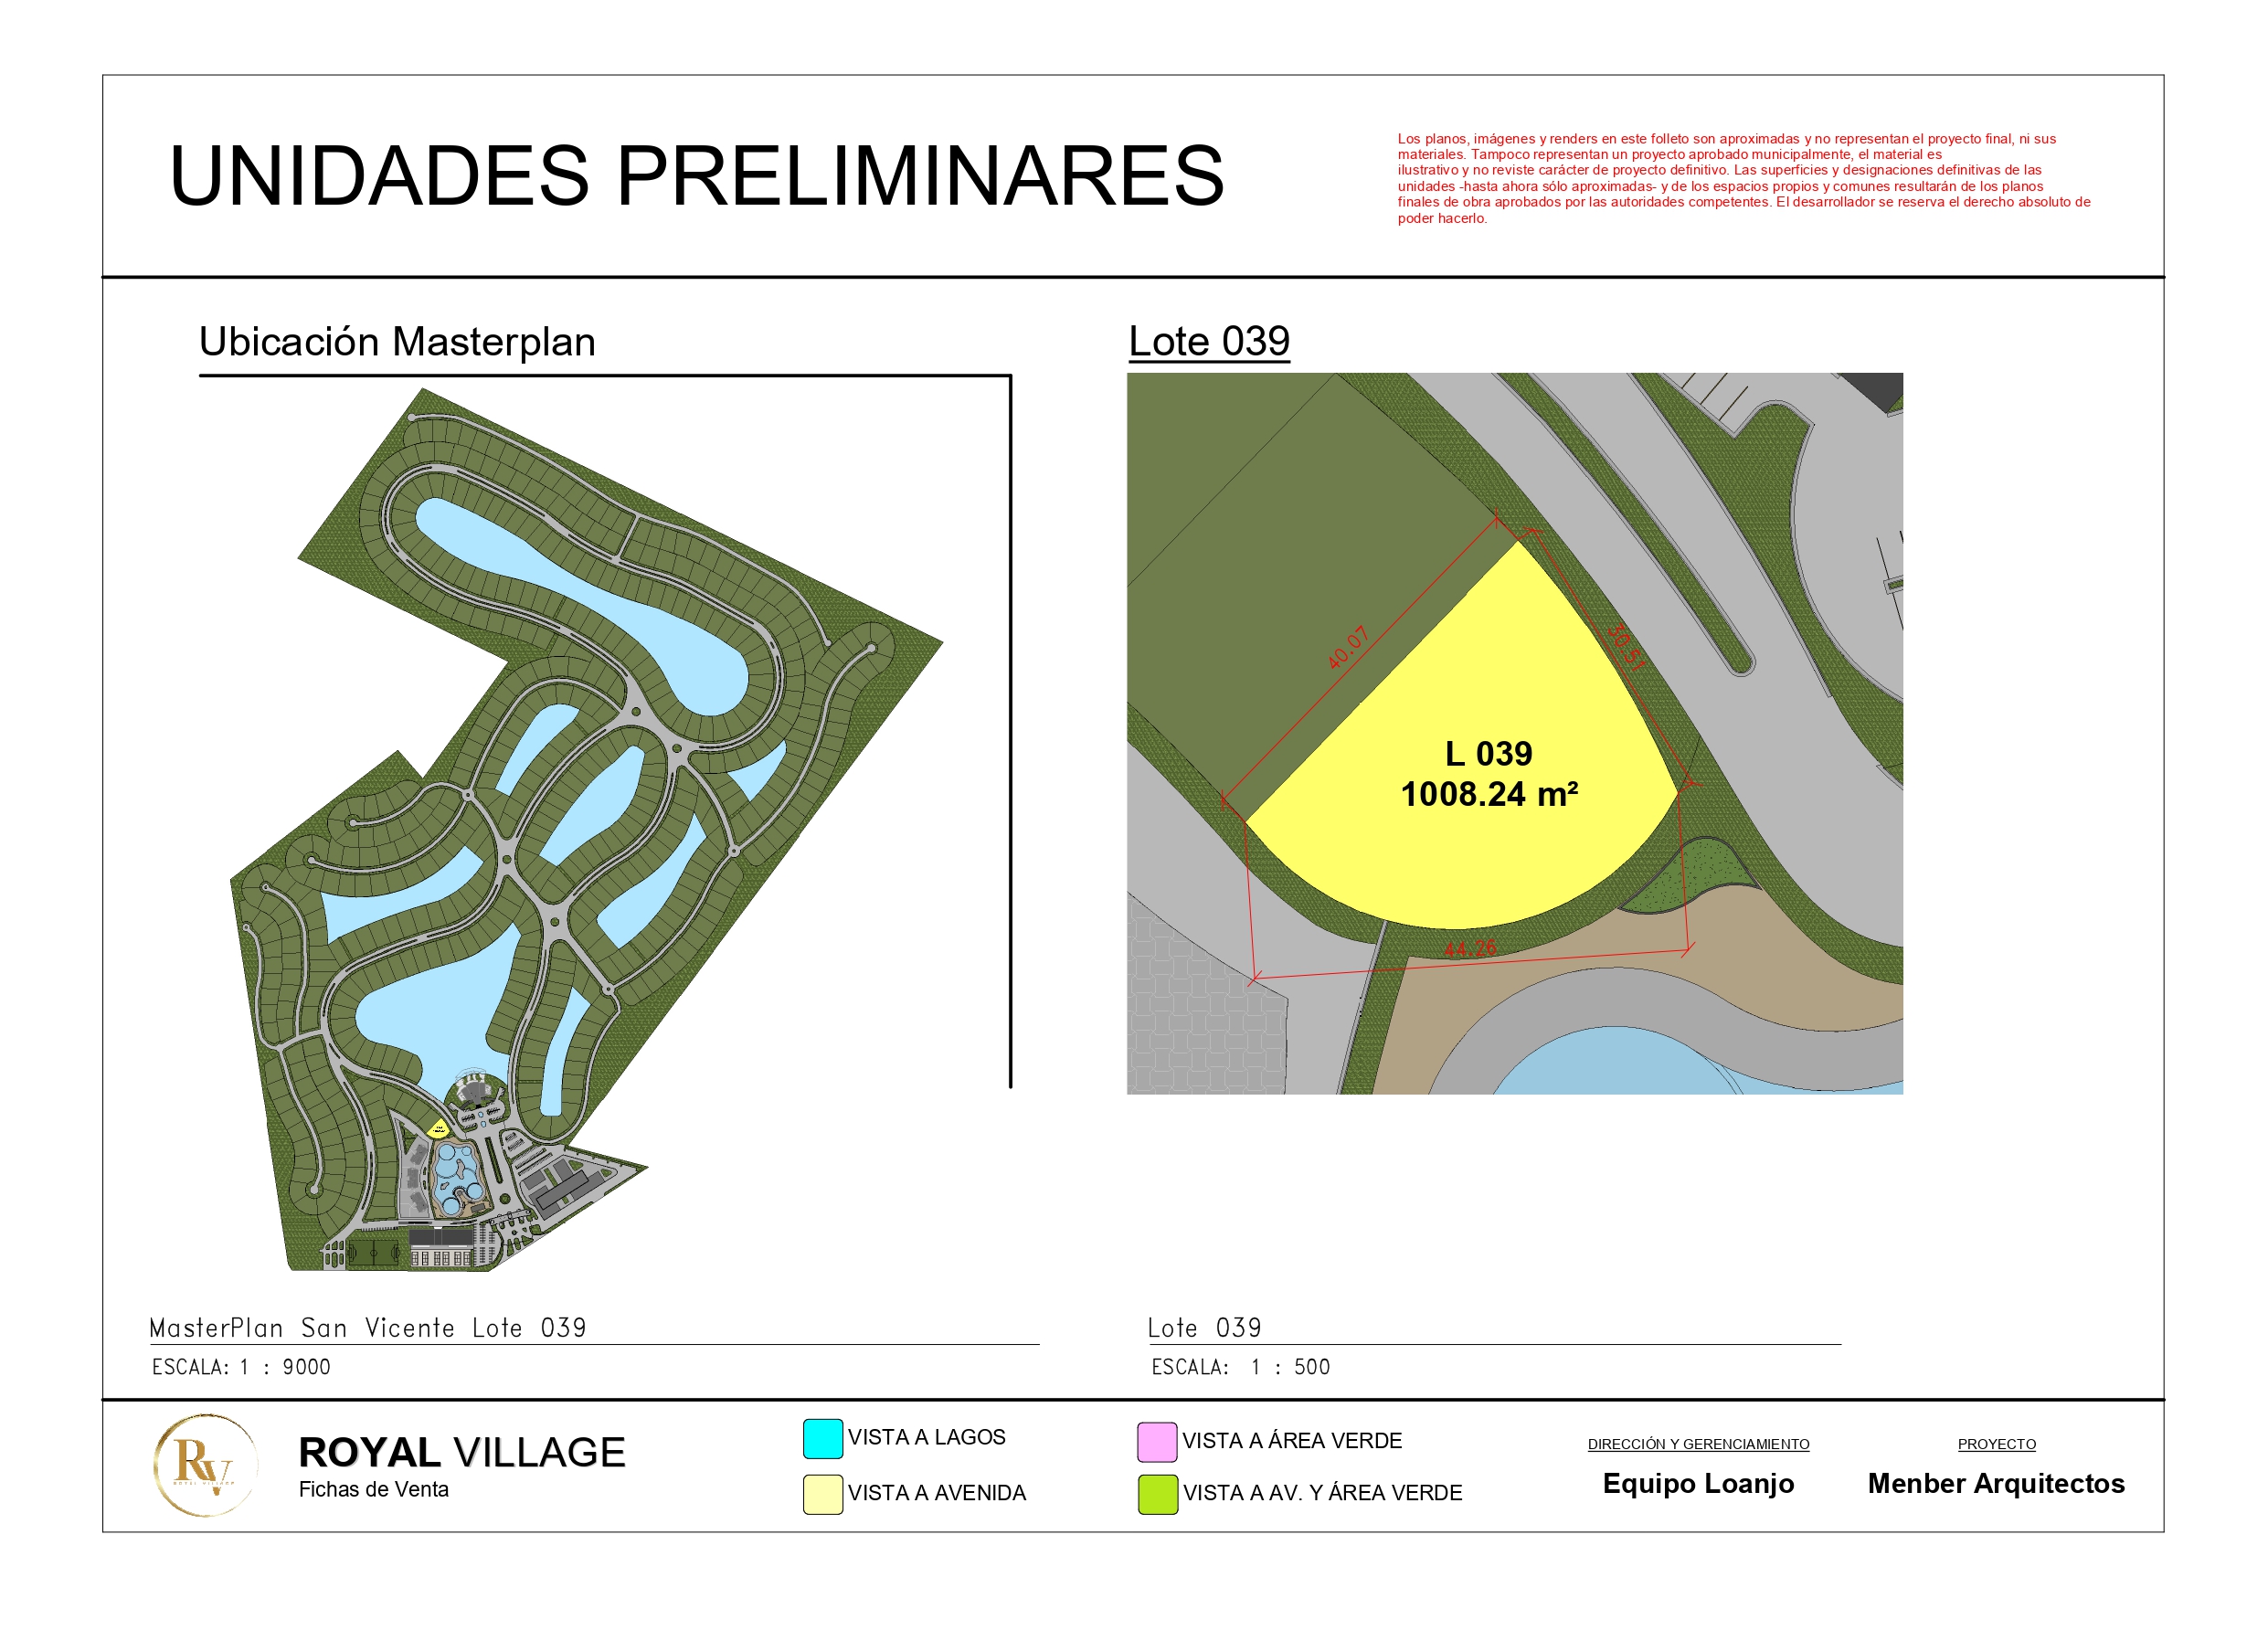 UNIDADES PRELIMINARES
Los planos, imágenes y renders en este folleto son aproximadas y no representan el proyecto final, ni sus
materiales. Tampoco representan un proyecto aprobado municipalmente, el material es
ilustrativo y no reviste carácter de proyecto definitivo. Las superficies y designaciones definitivas de las
unidades -hasta ahora sólo aproximadas- y de los espacios propios y comunes resultarán de los planos
finales de obra aprobados por las autoridades competentes. El desarrollador se reserva el derecho absoluto de
poder hacerlo.
Ubicación Masterplan
Lote 039
40.07
30.51
L 039
1008.24 m²
44.26
MasterPlan San Vicente Lote 039
ESCALA: 1 : 9000
Lote 039
ESCALA: 1 : 500
RV
ROYAL VILLAGE
ROYAL VILLAGE
Fichas de Venta
VISTA A LAGOS
VISTA A AVENIDA
VISTA A ÁREA VERDE
VISTA A AV. Y ÁREA VERDE
DIRECCIÓN Y GERENCIAMIENTO
Equipo Loanjo
PROYECTO
Menber Arquitectos